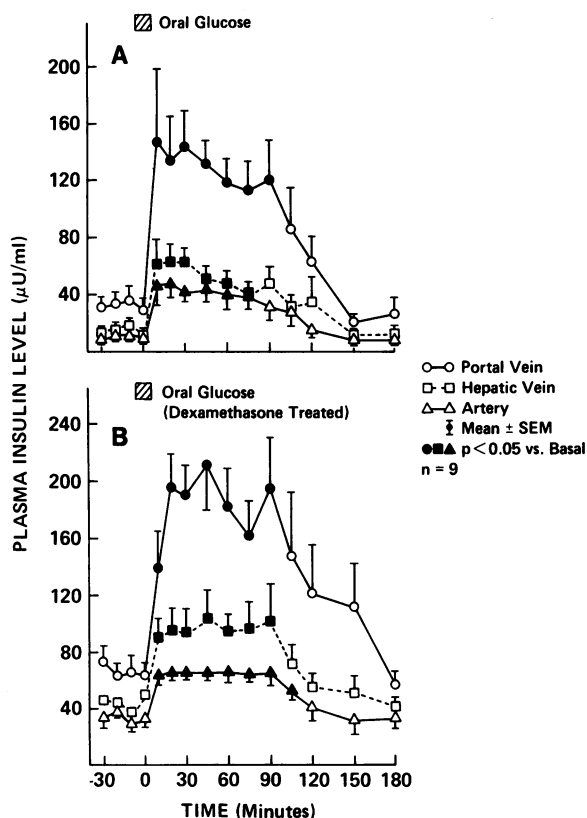 Oral Glucose
A
200
160
120
80
40
PLASMA INSULIN LEVEL (μU/ml)
Portal Vein
Hepatic Vein
Artery
Mean ± SEM
p < 0.05 vs. Basal
n = 9
Oral Glucose
(Dexamethasone Treated)
B
240
200
160
120
80
40
-30 0 30 60 90 120 150 180
TIME (Minutes)